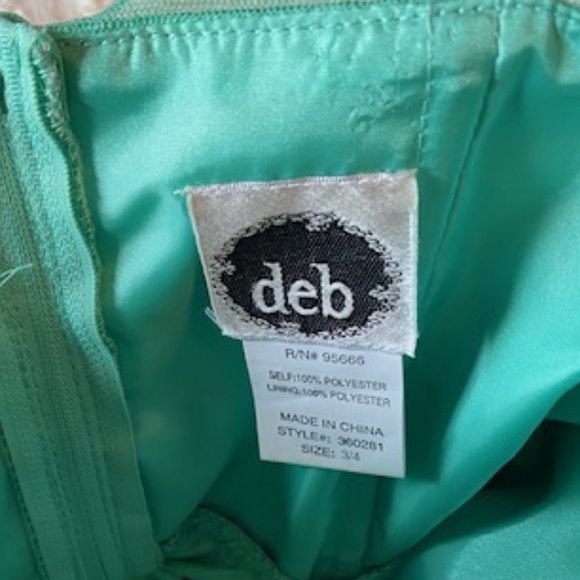 deb
R/N# 95666
SELF:100% POLYESTER
LINING:100% POLYESTER
MADE IN CHINA
STYLE#: 360281
SIZE: 3/4